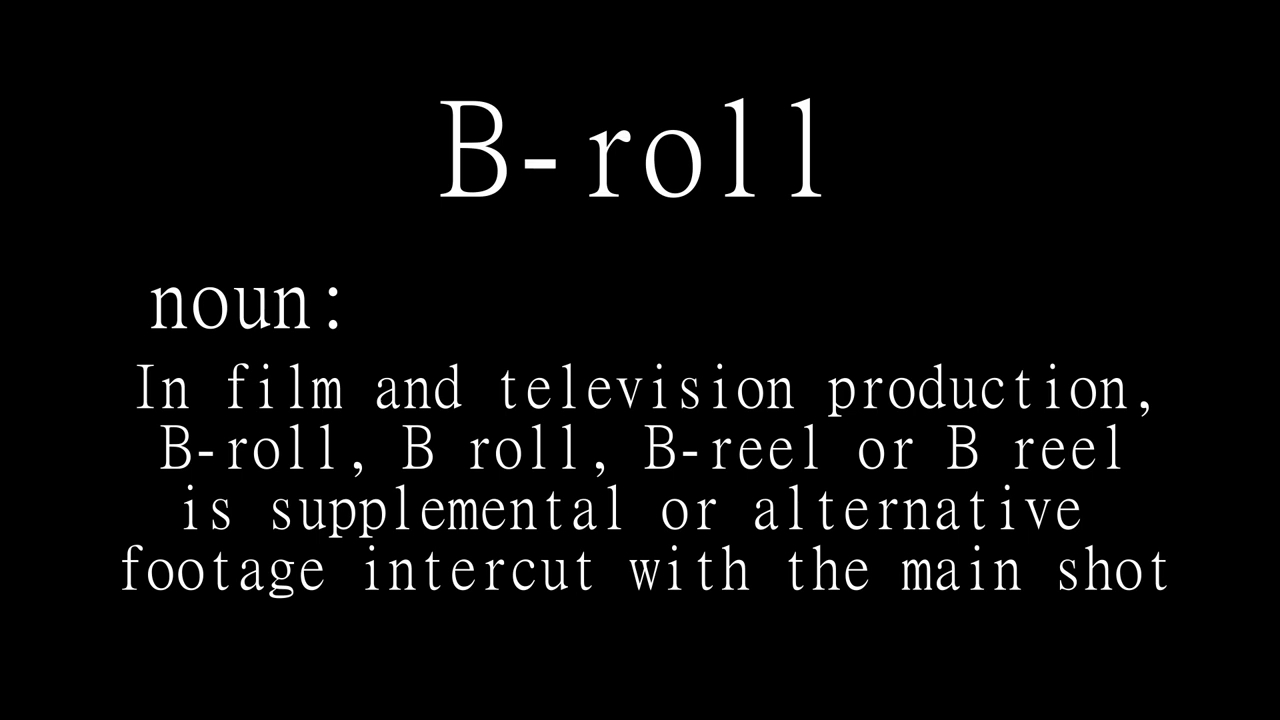 B-roll
noun:
In film and television production,
B-roll, B roll, B-reel or B reel
is supplemental or alternative
footage intercut with the main shot